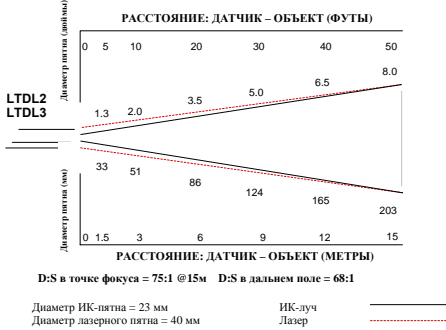 РАССТОЯНИЕ: ДАТЧИК – ОБЪЕКТ (ФУТЫ)
Диаметр пятна (дюймы)
0 5 10 20 30 40 50
8.0
6.5
5.0
3.5
1.3 2.0
LTDL2
LTDL3
33
51
86
124
165
203
Диаметр пятна (мм)
0 1.5 3 6 9 12 15
РАССТОЯНИЕ: ДАТЧИК – ОБЪЕКТ (МЕТРЫ)
D:S в точке фокуса = 75:1 @15м D:S в дальнем поле = 68:1
Диаметр ИК-пятна = 23 мм ИК-луч
Диаметр лазерного пятна = 40 мм Лазер